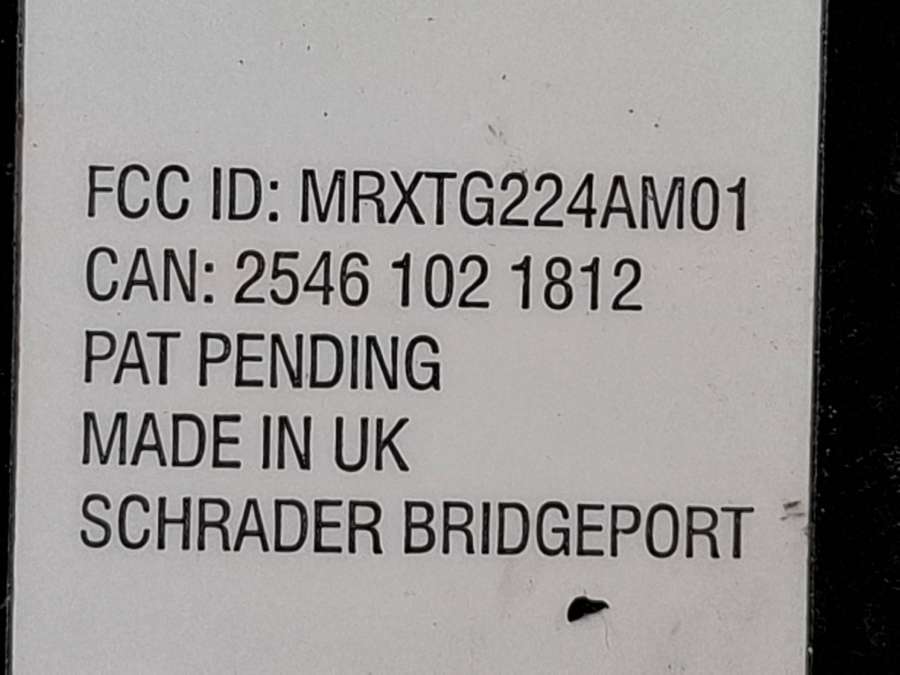 FCC ID: MRXTG224AM01
CAN: 2546 102 1812
PAT PENDING
MADE IN UK
SCHRADER BRIDGEPORT